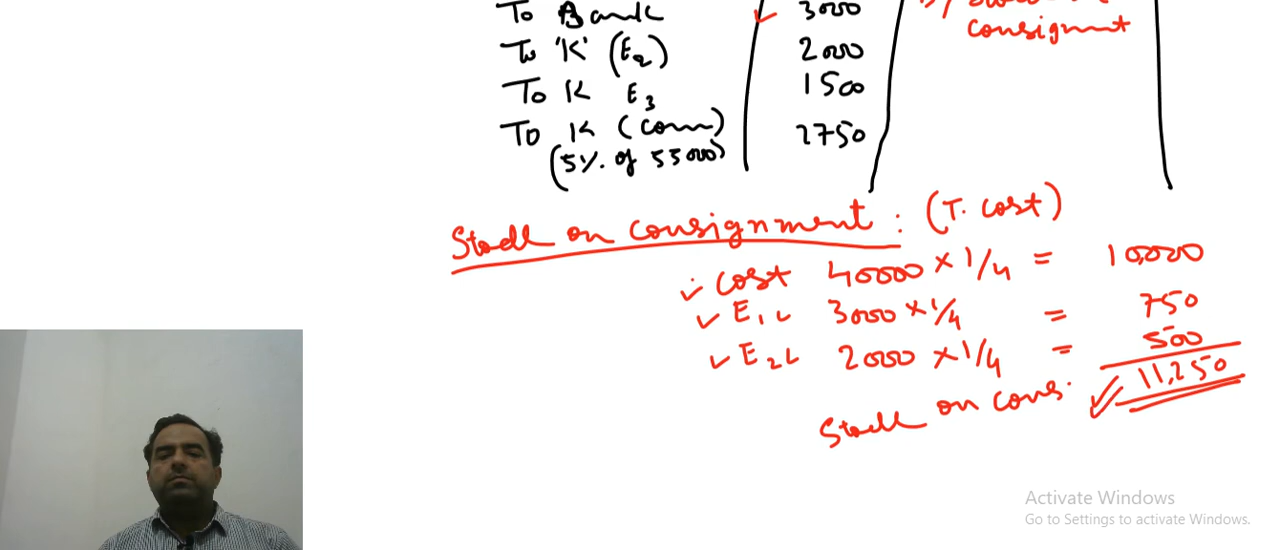 To Bank 3000
consignmt
To 'K' (E2) 2000
To K E3 1500
To K (Comm) 2750
(5% of 55000)
Stock on consignment : (T. Cost)
Cost 40000 × 1/4 = 10,000
E1 3000 × 1/4 = 750
E2 2000 × 1/4 = 500
Stock on cons. 11,250
Activate Windows
Go to Settings to activate Windows.